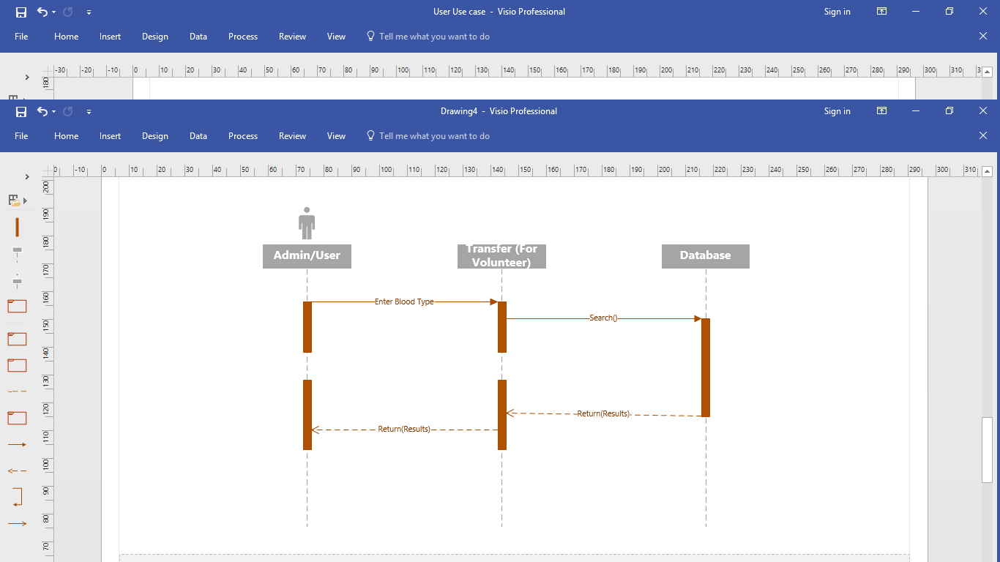 User Use case - Visio Professional
Sign in
File Home Insert Design Data Process Review View Tell me what you want to do
-30 -20 -10 0 10 20 30 40 50 60 70 80 90 100 110 120 130 140 150 160 170 180 190 200 210 220 230 240 250 260 270 280 290 300 310 3
180
Drawing4 - Visio Professional
Sign in
File Home Insert Design Data Process Review View Tell me what you want to do
0 -10 0 10 20 30 40 50 60 70 80 90 100 110 120 130 140 150 160 170 180 190 200 210 220 230 240 250 260 270 280 290 300 310
200
190
180
170
160
150
140
130
120
110
100
90
80
70
Admin/User
Transfer (For
Volunteer)
Database
Enter Blood Type
Search()
Return(Results)
Return(Results)